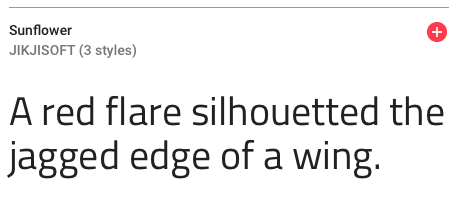 Sunflower
JIKJISOFT (3 styles)
A red flare silhouetted the
jagged edge of a wing.